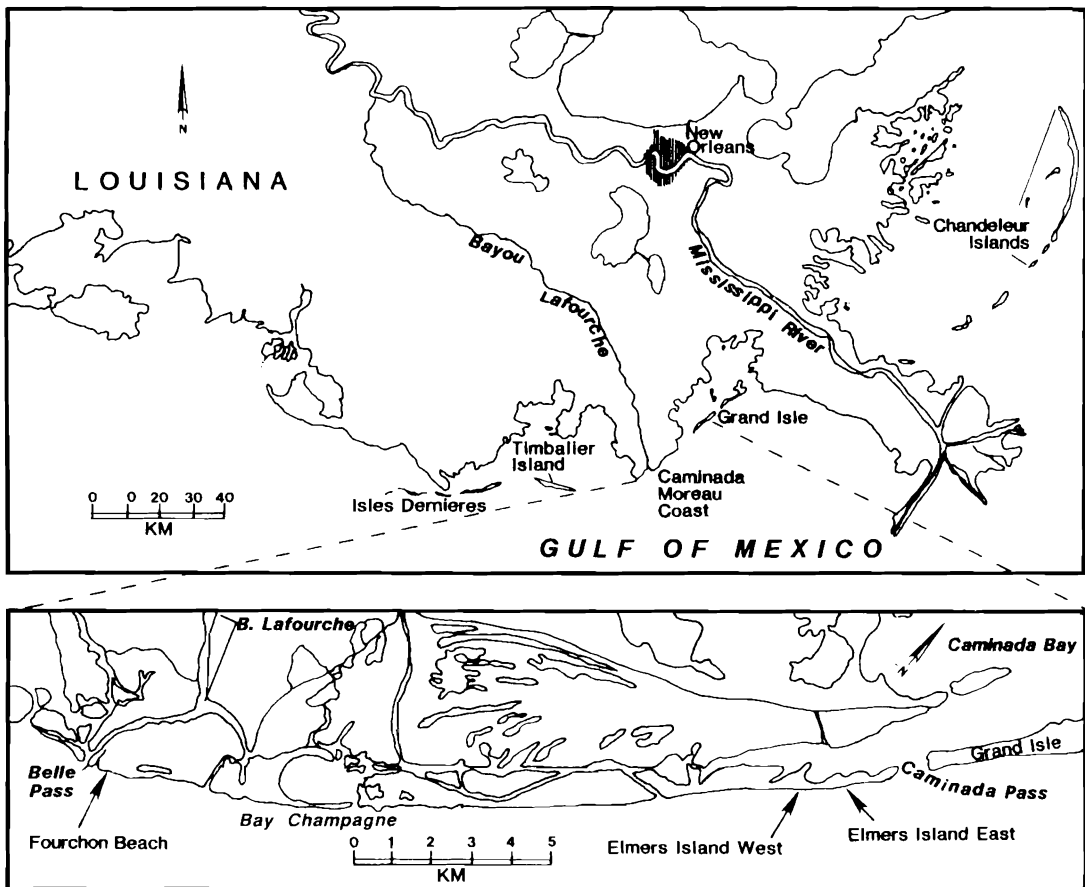 N
LOUISIANA
New
Orleans
Chandeleur
Islands
Bayou
Lafourche
Mississippi River
Grand Isle
Timbalier
Island
Isles Dernieres
Caminada
Moreau
Coast
0 10 20 30 40
KM
GULF OF MEXICO
B. Lafourche
Caminada Bay
N
Grand Isle
Belle
Pass
Caminada Pass
Bay Champagne
Fourchon Beach
Elmers Island West
Elmers Island East
0 1 2 3 4 5
KM